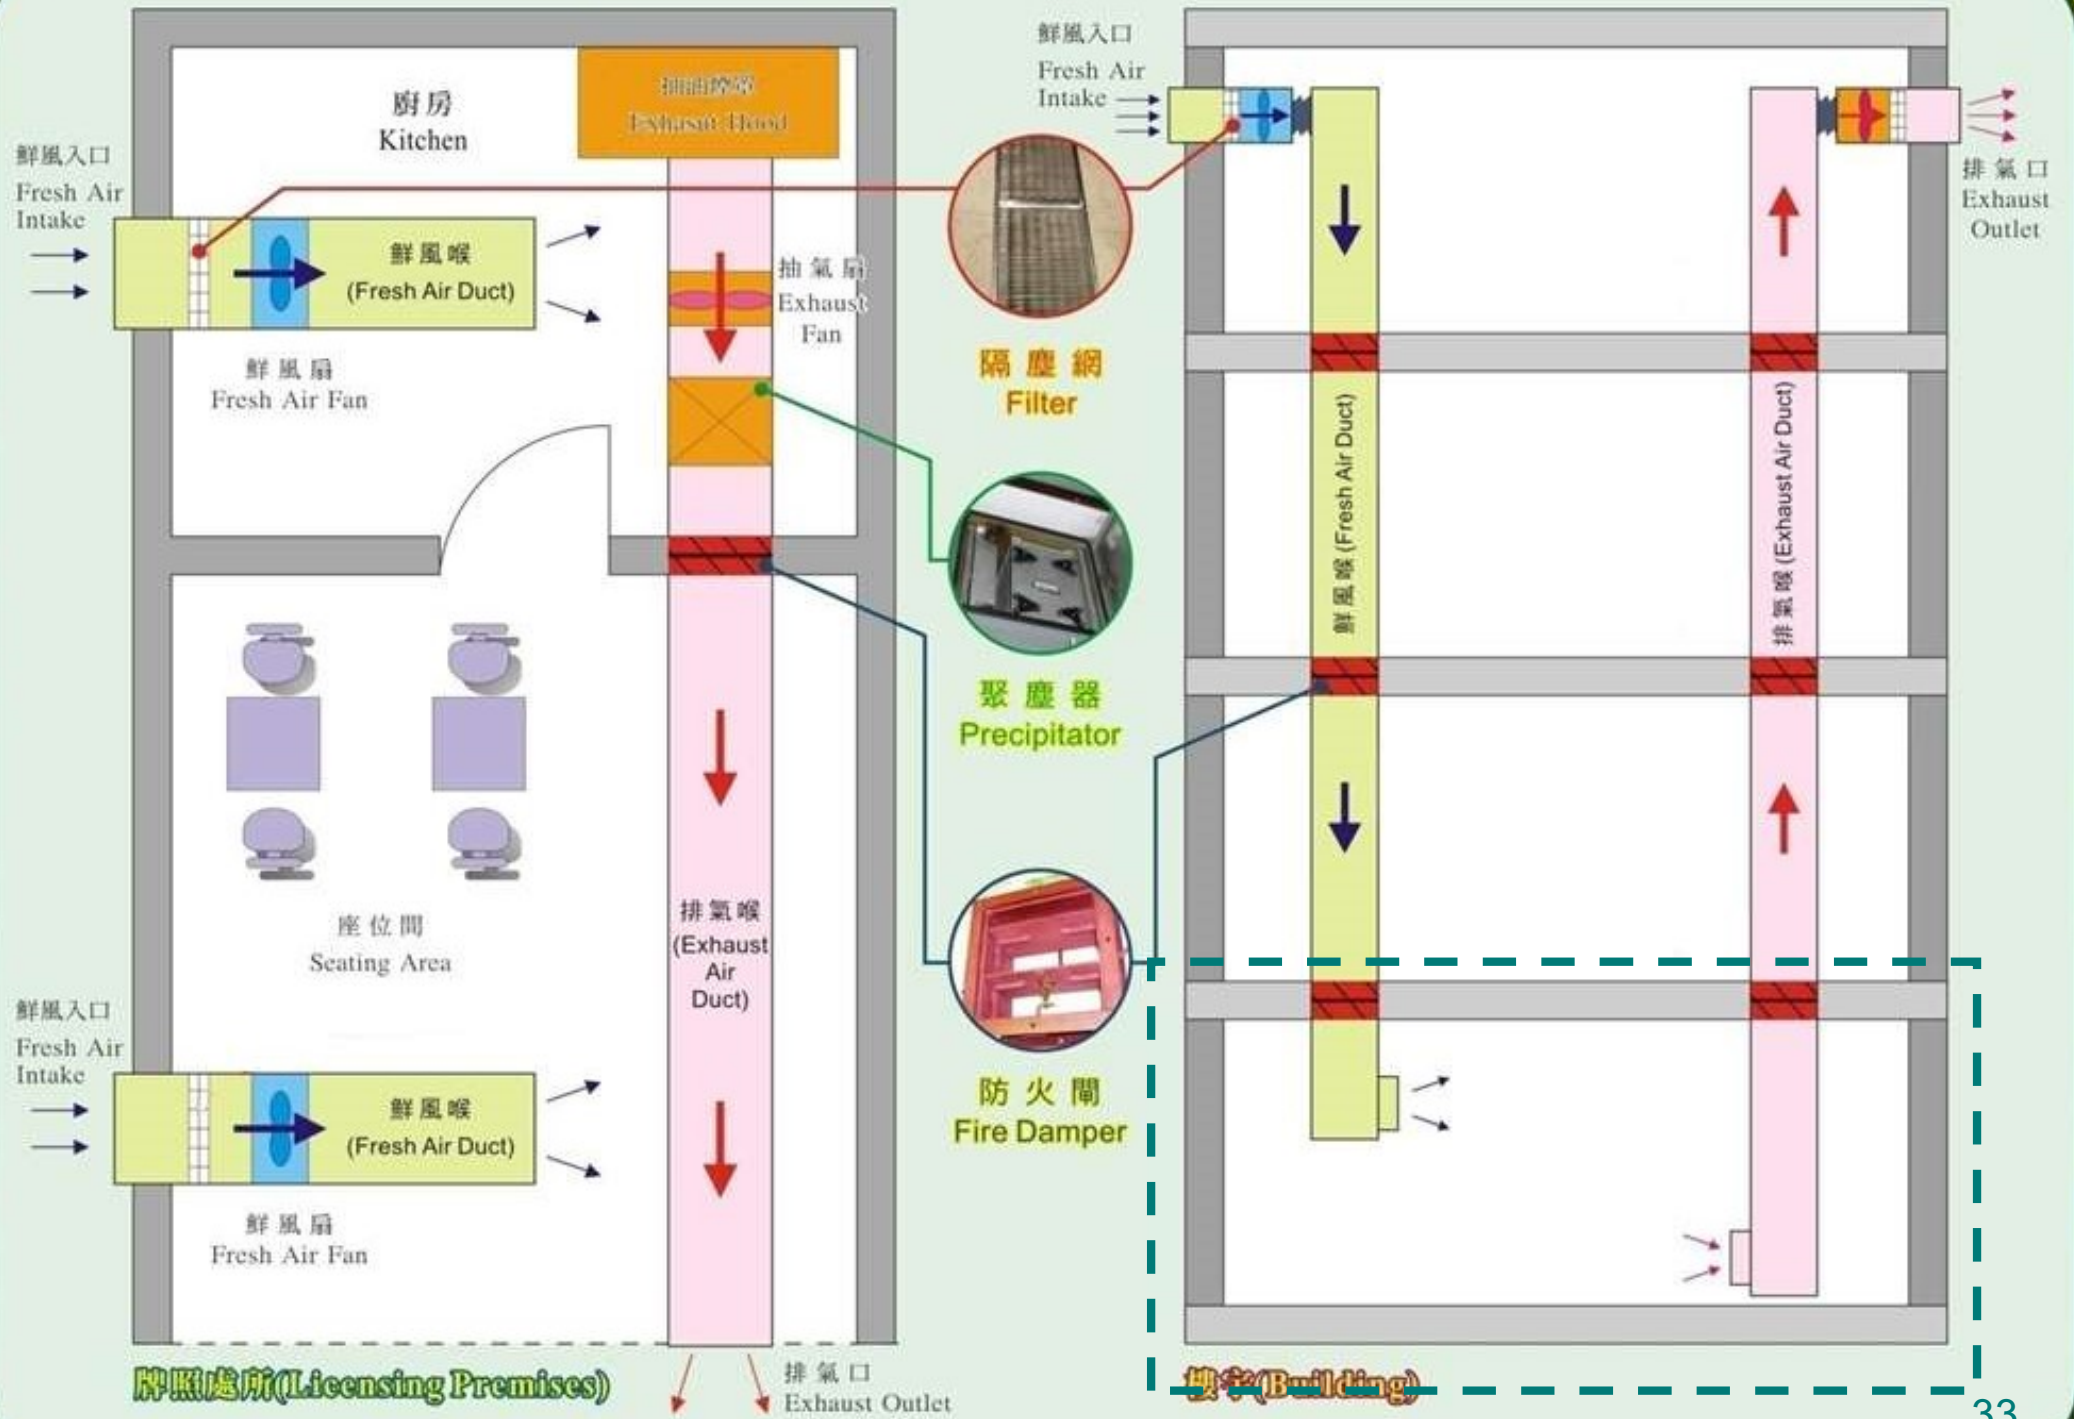 廚房
Kitchen
抽油煙罩
Exhasut Hood
鮮風入口
Fresh Air
Intake
鮮風喉
(Fresh Air Duct)
鮮風扇
Fresh Air Fan
抽氣扇
Exhaust
Fan
座位間
Seating Area
鮮風入口
Fresh Air
Intake
鮮風喉
(Fresh Air Duct)
鮮風扇
Fresh Air Fan
排氣喉
(Exhaust
Air
Duct)
牌照處所(Licensing Premises)
排氣口
Exhaust Outlet
隔塵網
Filter
聚塵器
Precipitator
防火閘
Fire Damper
鮮風入口
Fresh Air
Intake
排氣口
Exhaust
Outlet
鮮風喉 (Fresh Air Duct)
排氣喉 (Exhaust Air Duct)
樓宇(Building)
33